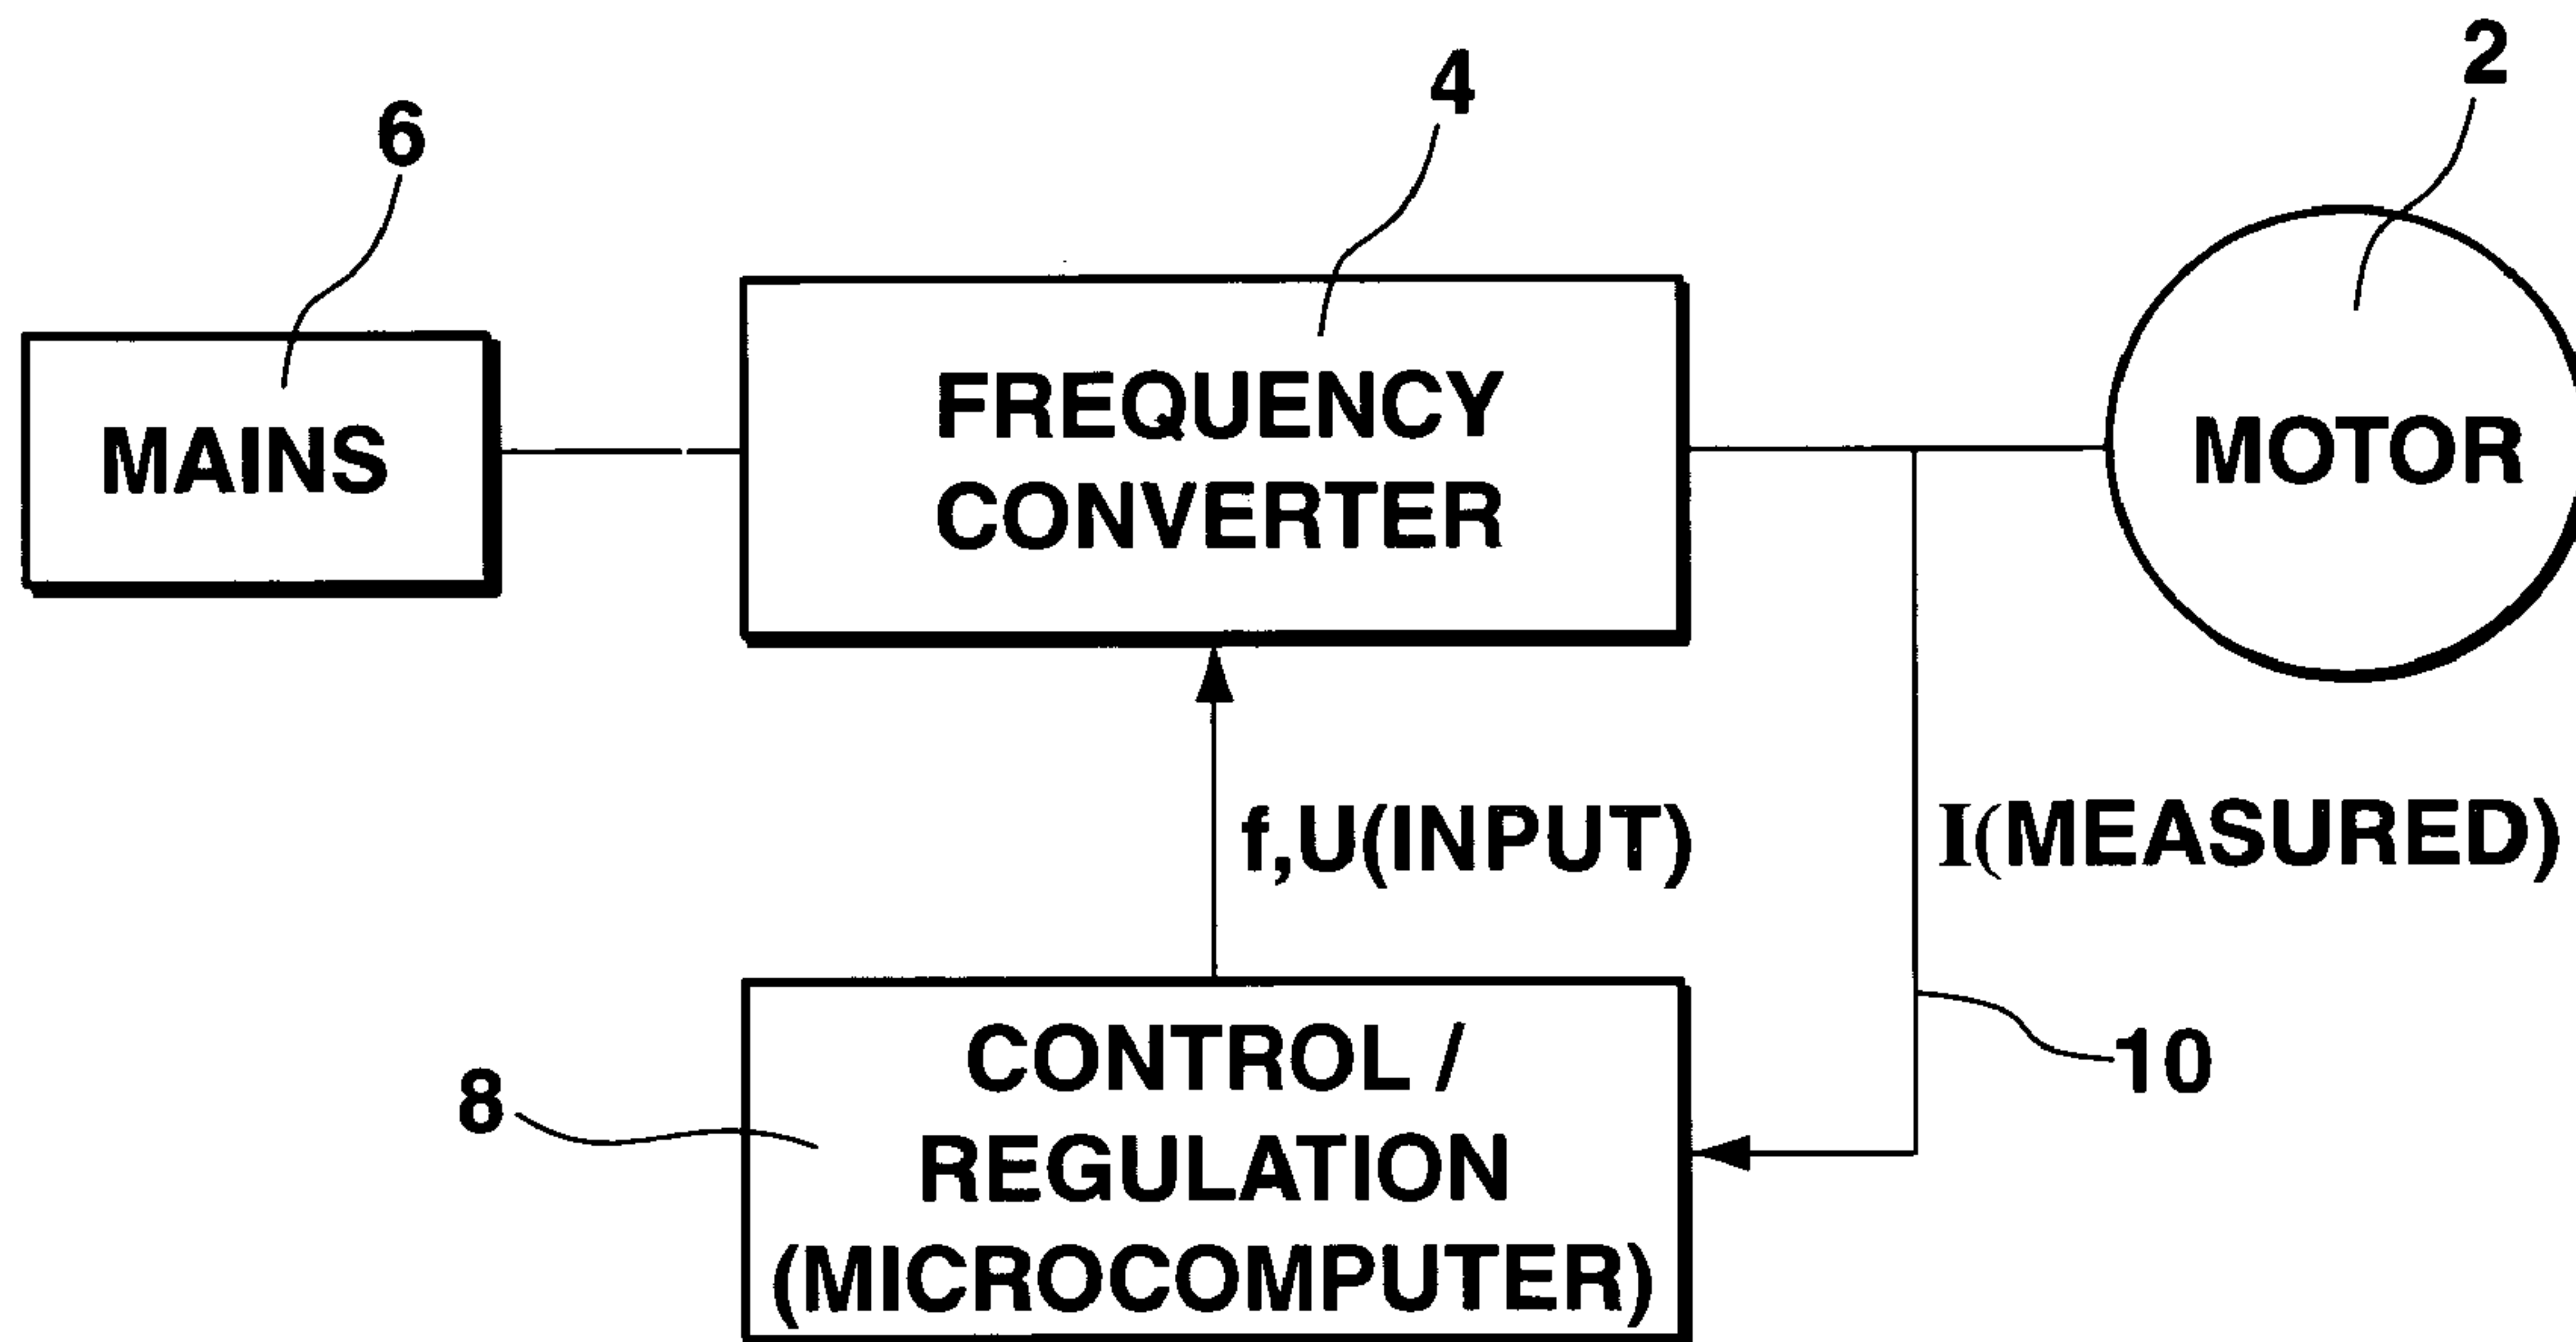 6
4
2
MAINS
FREQUENCY
CONVERTER
MOTOR
f,U(INPUT)
I(MEASURED)
8
CONTROL /
REGULATION
(MICROCOMPUTER)
10